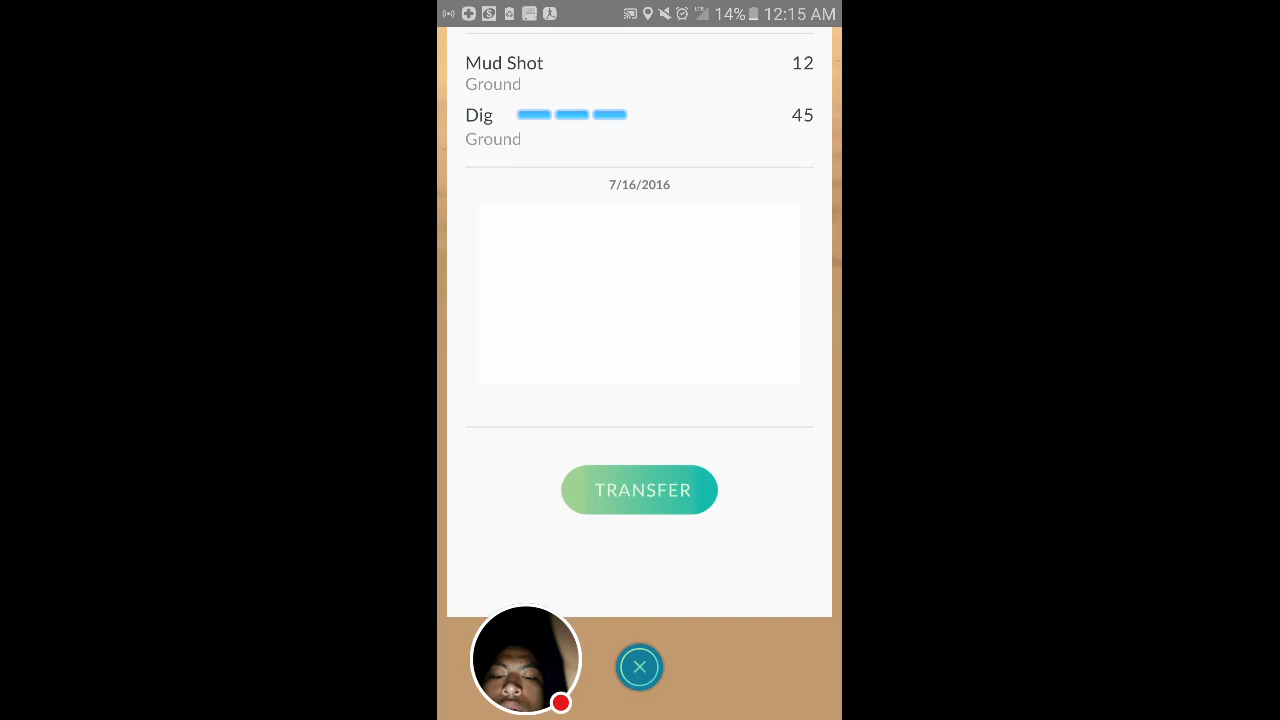 14% 12:15 AM
Mud Shot 12
Ground
Dig 45
Ground
7/16/2016
TRANSFER